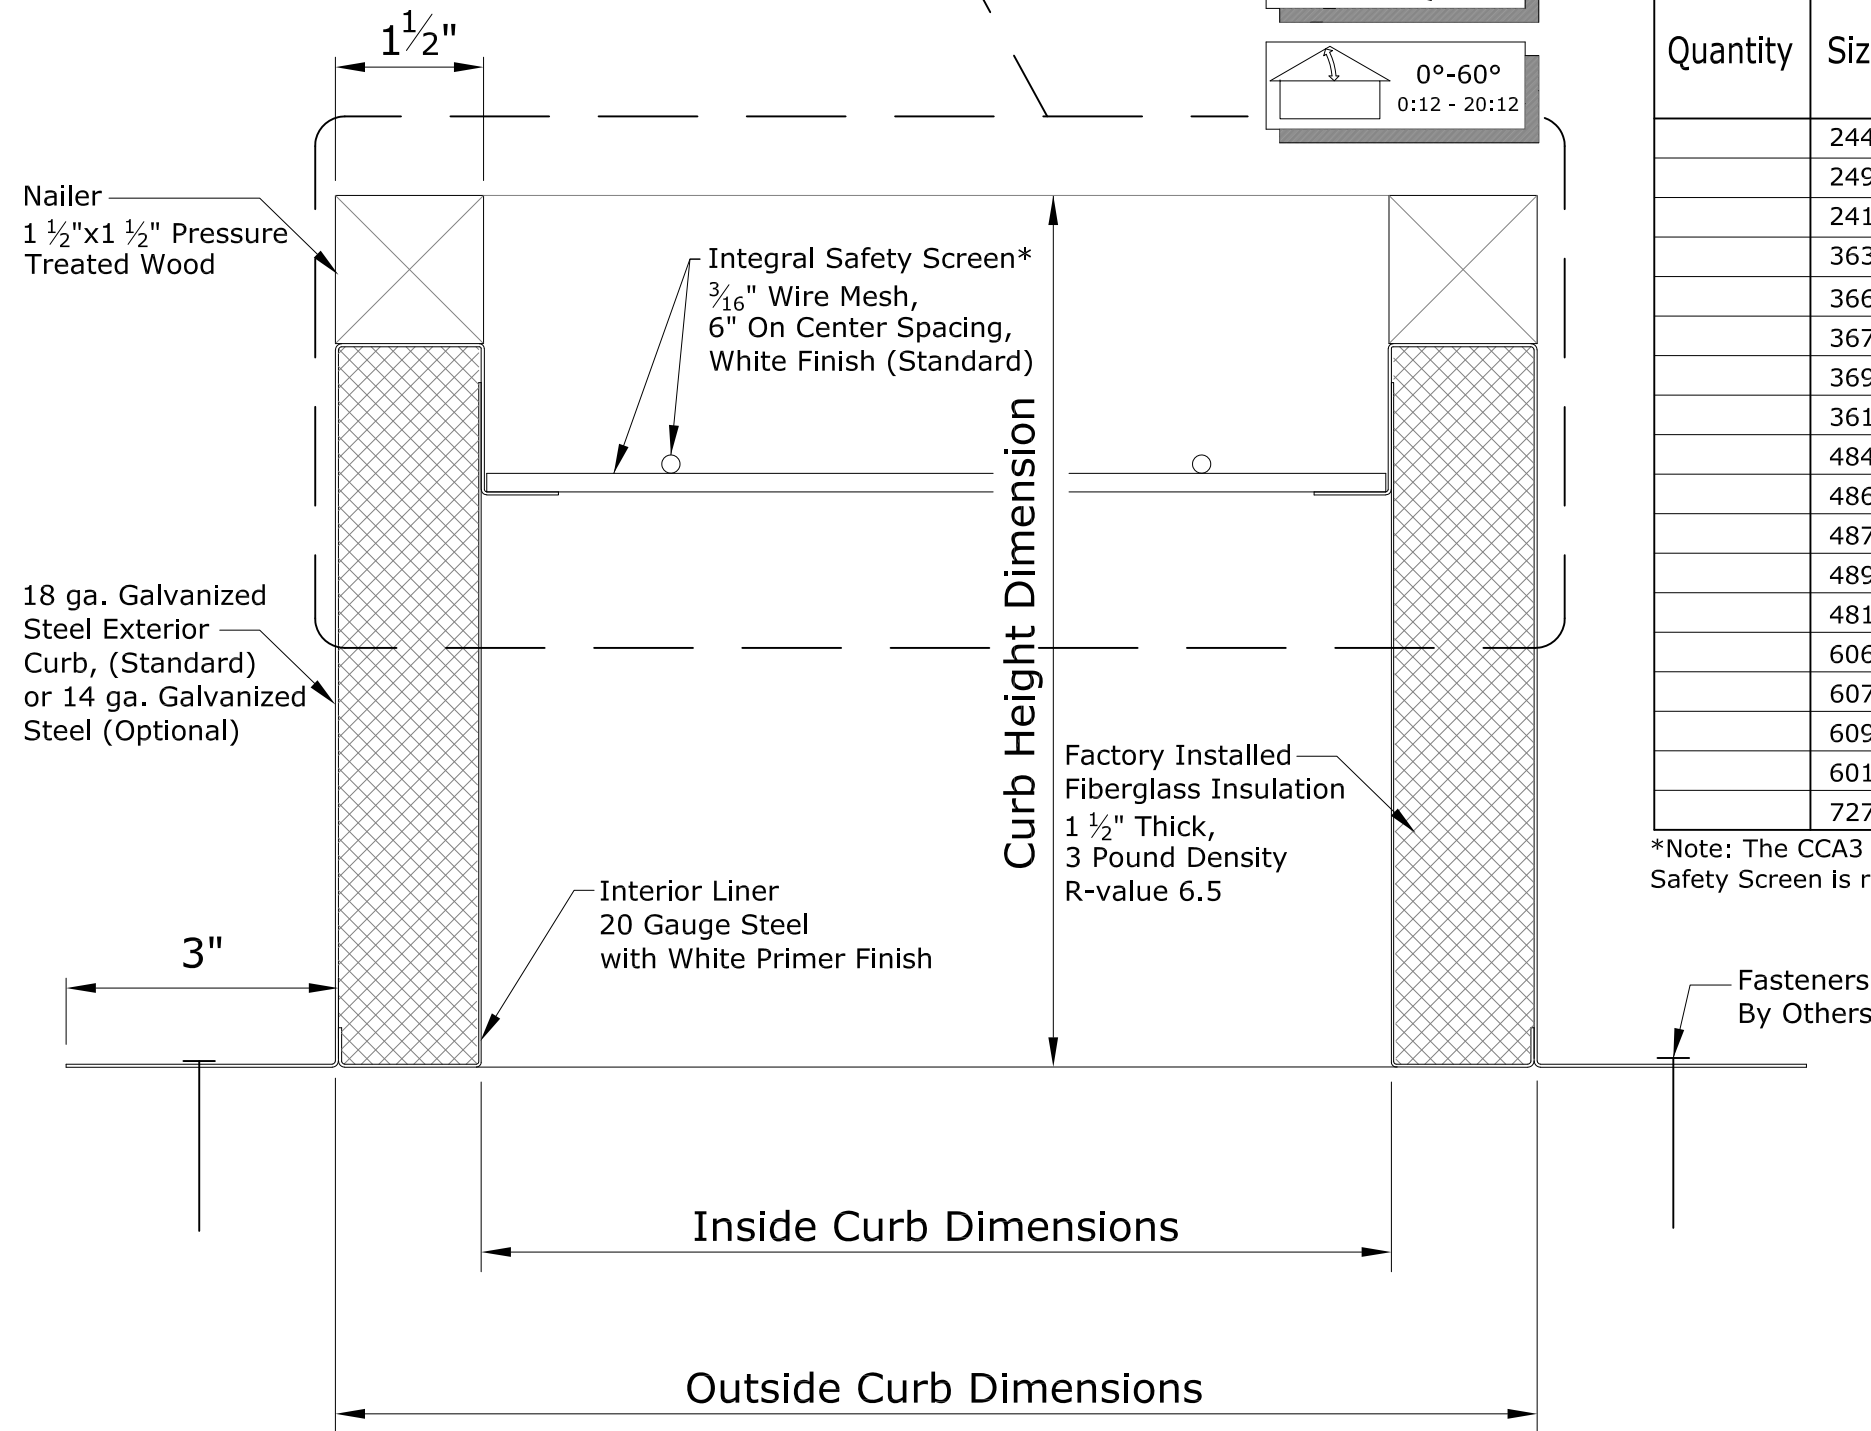 1 ½"
0°-60°
0:12 - 20:12
Nailer
1 ½"x1 ½" Pressure
Treated Wood
Integral Safety Screen*
3⁄16" Wire Mesh,
6" On Center Spacing,
White Finish (Standard)
Curb Height Dimension
18 ga. Galvanized
Steel Exterior
Curb, (Standard)
or 14 ga. Galvanized
Steel (Optional)
Factory Installed
Fiberglass Insulation
1 ½" Thick,
3 Pound Density
R-value 6.5
Interior Liner
20 Gauge Steel
with White Primer Finish
3"
Inside Curb Dimensions
Outside Curb Dimensions
Quantity Siz
244
249
241
363
366
367
369
361
484
486
487
489
481
606
607
609
601
727
*Note: The CCA3
Safety Screen is r
Fasteners
By Others